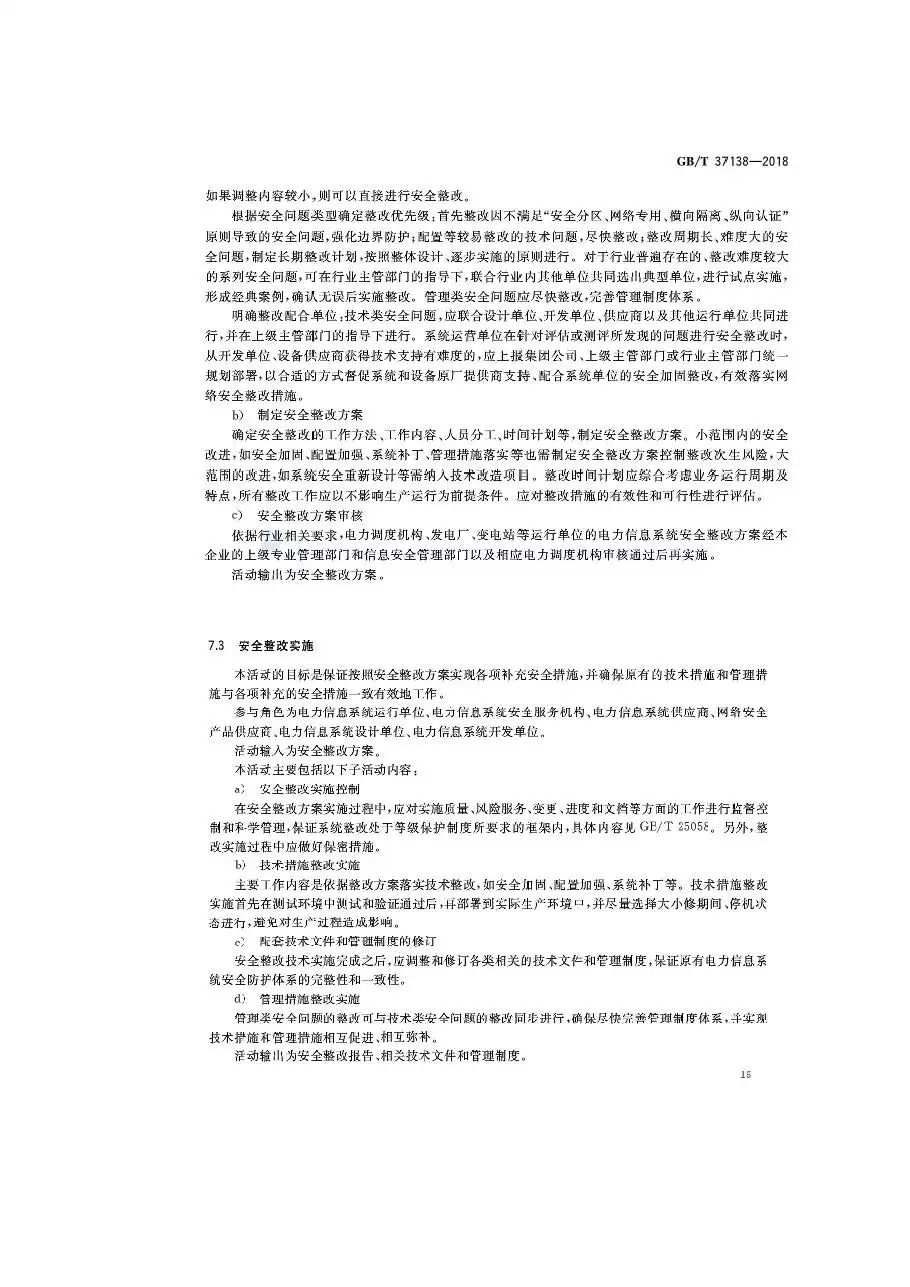 GB/T 37138—2018
如果调整内容较小,则可以直接进行安全整改。
根据安全问题类型确定整改优先级;首先整改因不满足“安全分区、网络专用、横向隔离、纵向认证”
原则导致的安全问题,强化边界防护;配置等较易整改的技术问题,尽快整改;整改周期长、难度大的安
全问题,制定长期整改计划,按照整体设计、逐步实施的原则进行。对于行业普遍存在的、整改难度较大
的系列安全问题,可在行业主管部门的指导下,联合行业内其他单位共同选出典型单位,进行试点实施,
形成经典案例,确认无误后实施整改。管理类安全问题应尽快整改,完善管理制度体系。
明确整改配合单位;技术类安全问题,应联合设计单位、开发单位、供应商以及其他运行单位共同进
行,并在上级主管部门的指导下进行。系统运营单位在针对评估或测评所发现的问题进行安全整改时,
从开发单位、设备供应商获得技术支持有难度的,应上报集团公司、上级主管部门或行业主管部门统一
规划部署,以合适的方式督促系统和设备原厂提供商支持、配合系统单位的安全加固整改,有效落实网
络安全整改措施。
b) 制定安全整改方案
确定安全整改的工作方法、工作内容、人员分工、时间计划等,制定安全整改方案。小范围内的安全
改进,如安全加固、配置加强、系统补丁、管理措施落实等也需制定安全整改方案控制整改次生风险,大
范围的改进,如系统安全重新设计等需纳入技术改造项目。整改时间计划应综合考虑业务运行周期及
特点,所有整改工作应以不影响生产运行为前提条件。应对整改措施的有效性和可行性进行评估。
c) 安全整改方案审核
依据行业相关要求,电力调度机构、发电厂、变电站等运行单位的电力信息系统安全整改方案经本
企业的上级专业管理部门和信息安全管理部门以及相应电力调度机构审核通过后再实施。
活动输出为安全整改方案。
7.3 安全整改实施
本活动的目标是保证按照安全整改方案实现各项补充安全措施,并确保原有的技术措施和管理措
施与各项补充的安全措施一致有效地工作。
参与角色为电力信息系统运行单位、电力信息系统安全服务机构、电力信息系统供应商、网络安全
产品供应商、电力信息系统设计单位、电力信息系统开发单位。
活动输入为安全整改方案。
本活动主要包括以下子活动内容:
a) 安全整改实施控制
在安全整改方案实施过程中,应对实施质量、风险服务、变更、进度和文档等方面的工作进行监督控
制和科学管理,保证系统整改处于等级保护制度所要求的框架内,具体内容见 GB/T 25058。另外,整
改实施过程中应做好保密措施。
b) 技术措施整改实施
主要工作内容是依据整改方案落实技术整改,如安全加固、配置加强、系统补丁等。技术措施整改
实施首先在测试环境中测试和验证通过后,再部署到实际生产环境中,并尽量选择大小修期间、停机状
态进行,避免对生产过程造成影响。
c) 配套技术文件和管理制度的修订
安全整改技术实施完成之后,应调整和修订各类相关的技术文件和管理制度,保证原有电力信息系
统安全防护体系的完整性和一致性。
d) 管理措施整改实施
管理类安全问题的整改可与技术类安全问题的整改同步进行,确保尽快完善管理制度体系,并实现
技术措施和管理措施相互促进、相互弥补。
活动输出为安全整改报告、相关技术文件和管理制度。
15